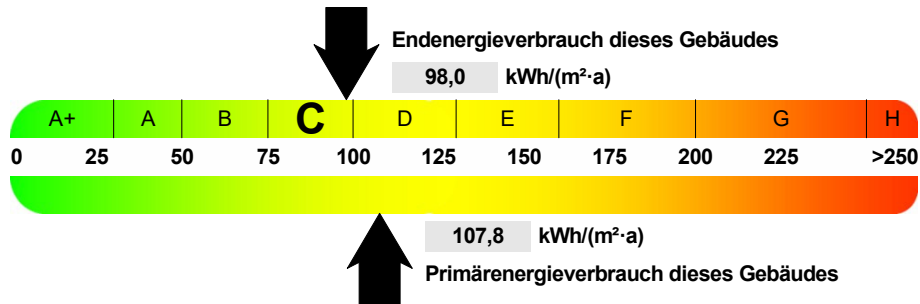 Endenergieverbrauch dieses Gebäudes
98,0 kWh/(m²·a)
A+ A B C D E F G H
0 25 50 75 100 125 150 175 200 225 >250
107,8 kWh/(m²·a)
Primärenergieverbrauch dieses Gebäudes